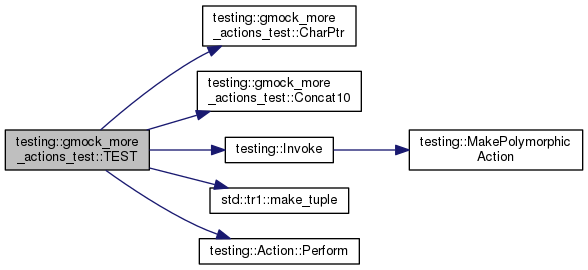 testing::gmock_more
_actions_test::CharPtr
testing::gmock_more
_actions_test::Concat10
testing::gmock_more
_actions_test::TEST
testing::Invoke
testing::MakePolymorphic
Action
std::tr1::make_tuple
testing::Action::Perform